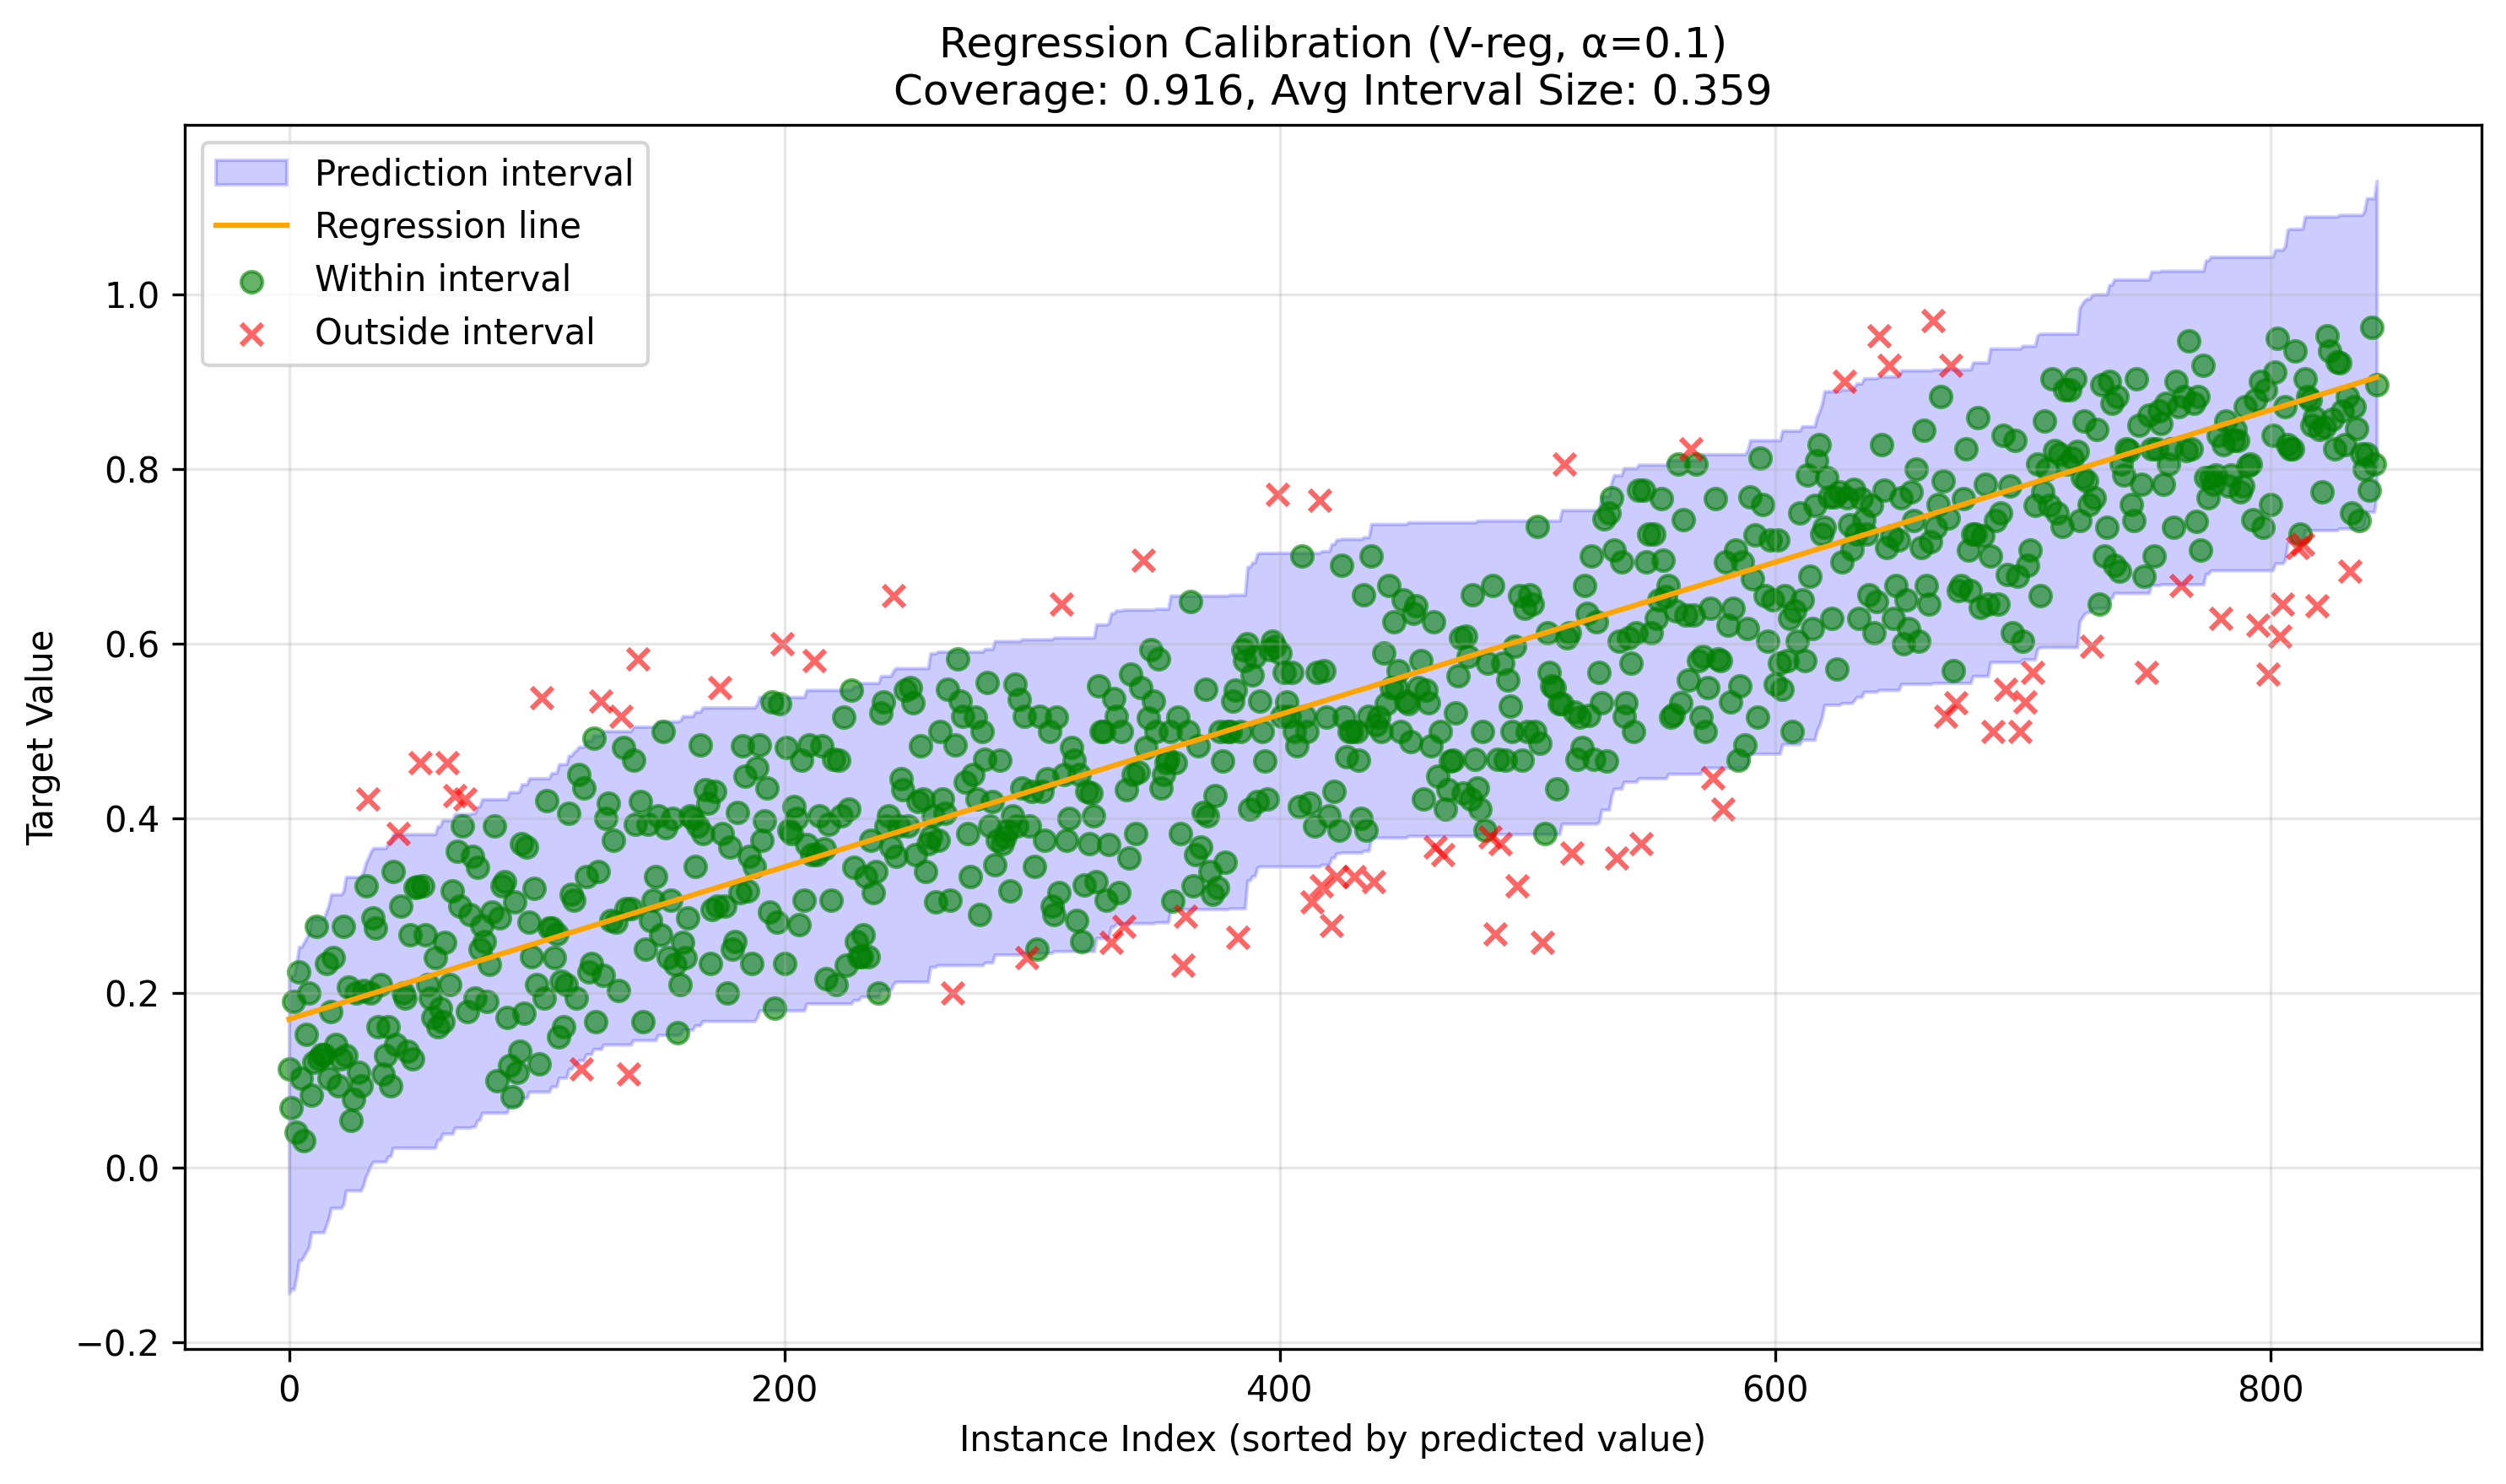 Regression Calibration (V-reg, α=0.1)
Coverage: 0.916, Avg Interval Size: 0.359
Prediction interval
Regression line
Within interval
Outside interval
1.0
0.8
0.6
0.4
0.2
0.0
−0.2
Target Value
0 200 400 600 800
Instance Index (sorted by predicted value)